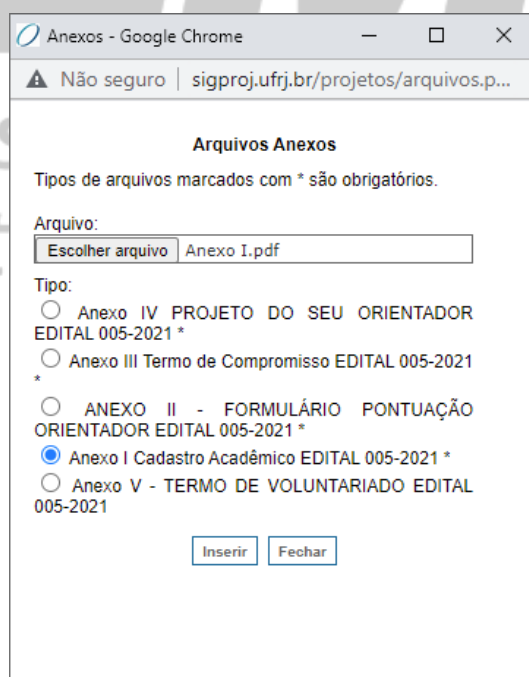 Anexos - Google Chrome
Não seguro | sigproj.ufrj.br/projetos/arquivos.p...
Arquivos Anexos
Tipos de arquivos marcados com * são obrigatórios.
Arquivo:
Escolher arquivo Anexo I.pdf
Tipo:
Anexo IV PROJETO DO SEU ORIENTADOR
EDITAL 005-2021 *
Anexo III Termo de Compromisso EDITAL 005-2021
*
ANEXO II - FORMULÁRIO PONTUAÇÃO
ORIENTADOR EDITAL 005-2021 *
Anexo I Cadastro Acadêmico EDITAL 005-2021 *
Anexo V - TERMO DE VOLUNTARIADO EDITAL
005-2021
Inserir Fechar